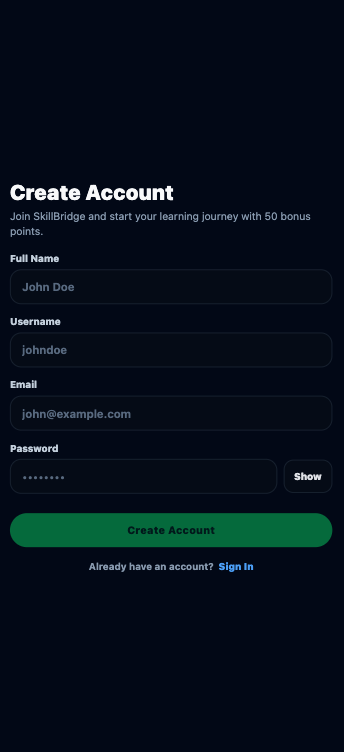 Create Account
Join SkillBridge and start your learning journey with 50 bonus
points.
Full Name
John Doe
Username
johndoe
Email
john@example.com
Password
•••••••• Show
Create Account
Already have an account? Sign In